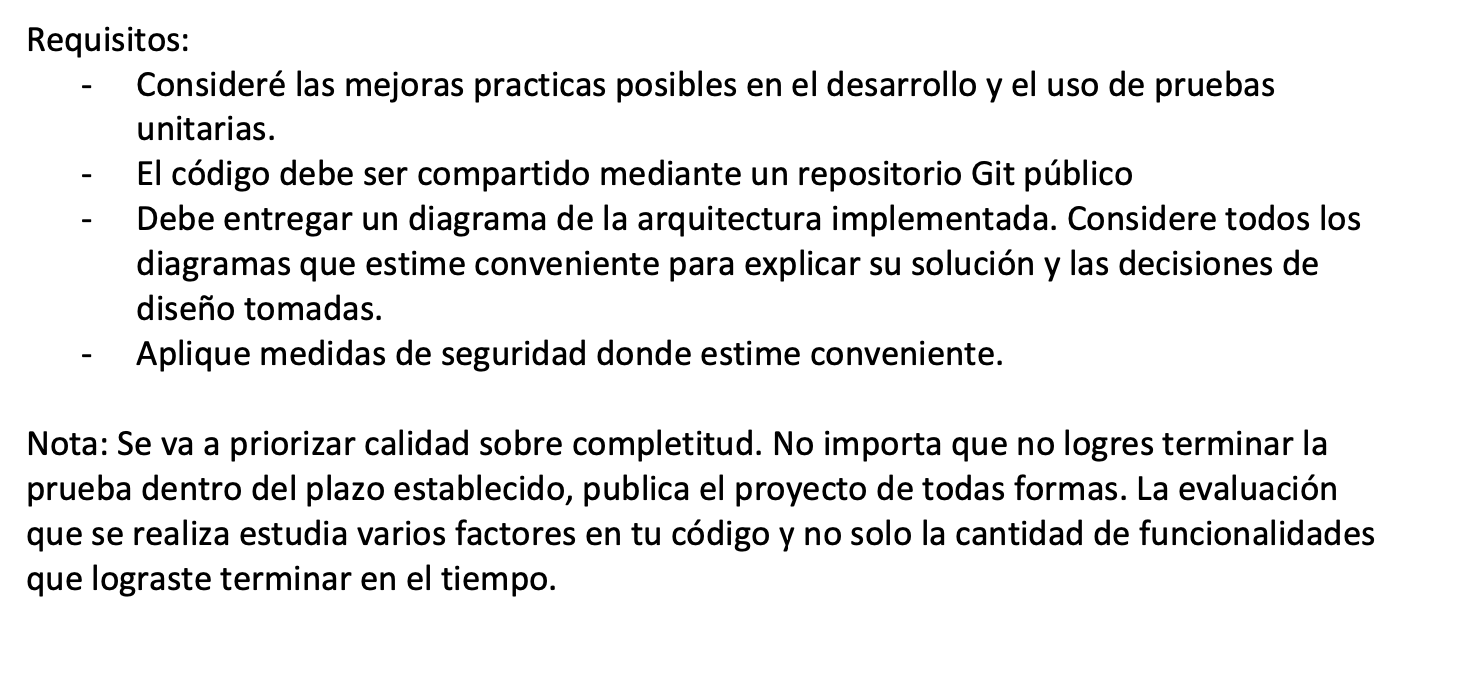 Requisitos:
- Consideré las mejoras practicas posibles en el desarrollo y el uso de pruebas
unitarias.
- El código debe ser compartido mediante un repositorio Git público
- Debe entregar un diagrama de la arquitectura implementada. Considere todos los
diagramas que estime conveniente para explicar su solución y las decisiones de
diseño tomadas.
- Aplique medidas de seguridad donde estime conveniente.
Nota: Se va a priorizar calidad sobre completitud. No importa que no logres terminar la
prueba dentro del plazo establecido, publica el proyecto de todas formas. La evaluación
que se realiza estudia varios factores en tu código y no solo la cantidad de funcionalidades
que lograste terminar en el tiempo.